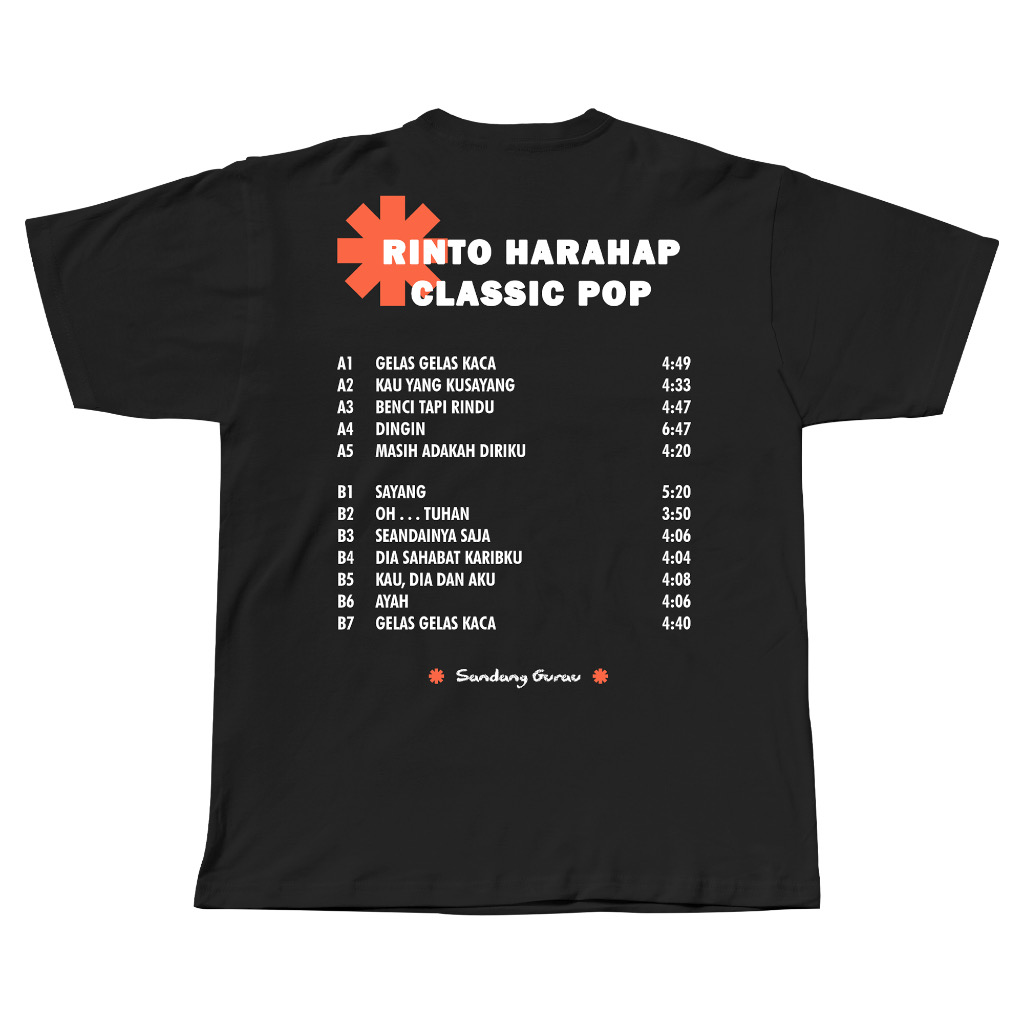 RINTO HARAHAP
CLASSIC POP
A1 GELAS GELAS KACA 4:49
A2 KAU YANG KUSAYANG 4:33
A3 BENCI TAPI RINDU 4:47
A4 DINGIN 6:47
A5 MASIH ADAKAH DIRIKU 4:20
B1 SAYANG 5:20
B2 OH . . . TUHAN 3:50
B3 SEANDAINYA SAJA 4:06
B4 DIA SAHABAT KARIBKU 4:04
B5 KAU, DIA DAN AKU 4:08
B6 AYAH 4:06
B7 GELAS GELAS KACA 4:40
Sandang Gurau